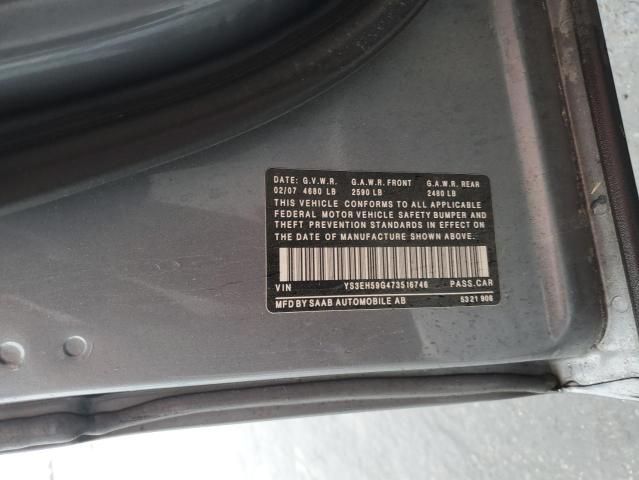 DATE: G.V.W.R. G.A.W.R. FRONT G.A.W.R. REAR
02/07 4680 LB 2590 LB 2480 LB
THIS VEHICLE CONFORMS TO ALL APPLICABLE
FEDERAL MOTOR VEHICLE SAFETY BUMPER AND
THEFT PREVENTION STANDARDS IN EFFECT ON
THE DATE OF MANUFACTURE SHOWN ABOVE.
VIN YS3EH59G473516746 PASS.CAR
MFD BY SAAB AUTOMOBILE AB 5321 906